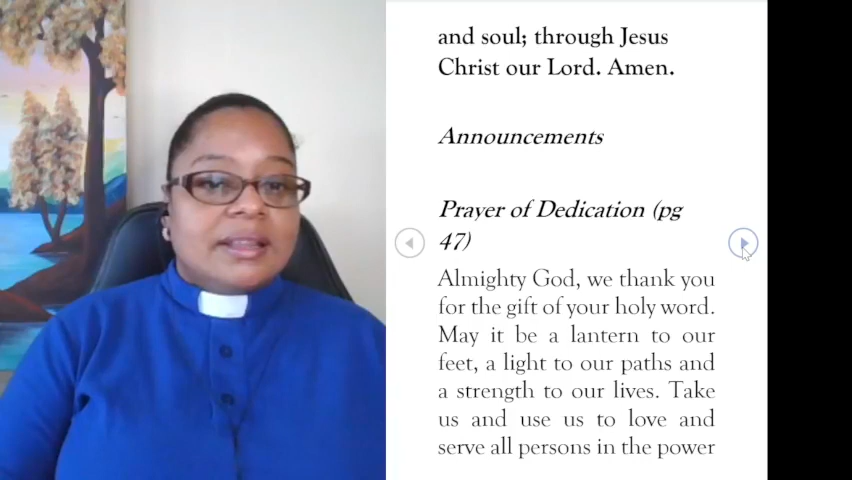 and soul; through Jesus
Christ our Lord. Amen.
Announcements
Prayer of Dedication (pg
47)
Almighty God, we thank you
for the gift of your holy word.
May it be a lantern to our
feet, a light to our paths and
a strength to our lives. Take
us and use us to love and
serve all persons in the power